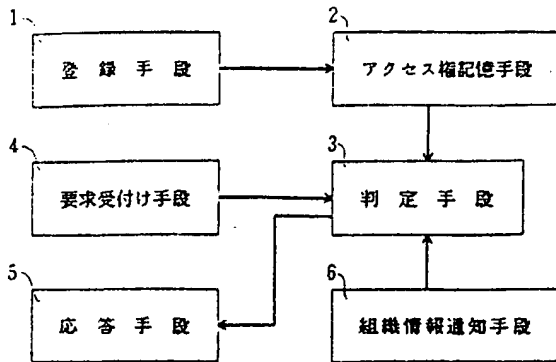 1
登録手段
2
アクセス権記憶手段
4
要求受付け手段
3
判定手段
5
応答手段
6
組織情報通知手段